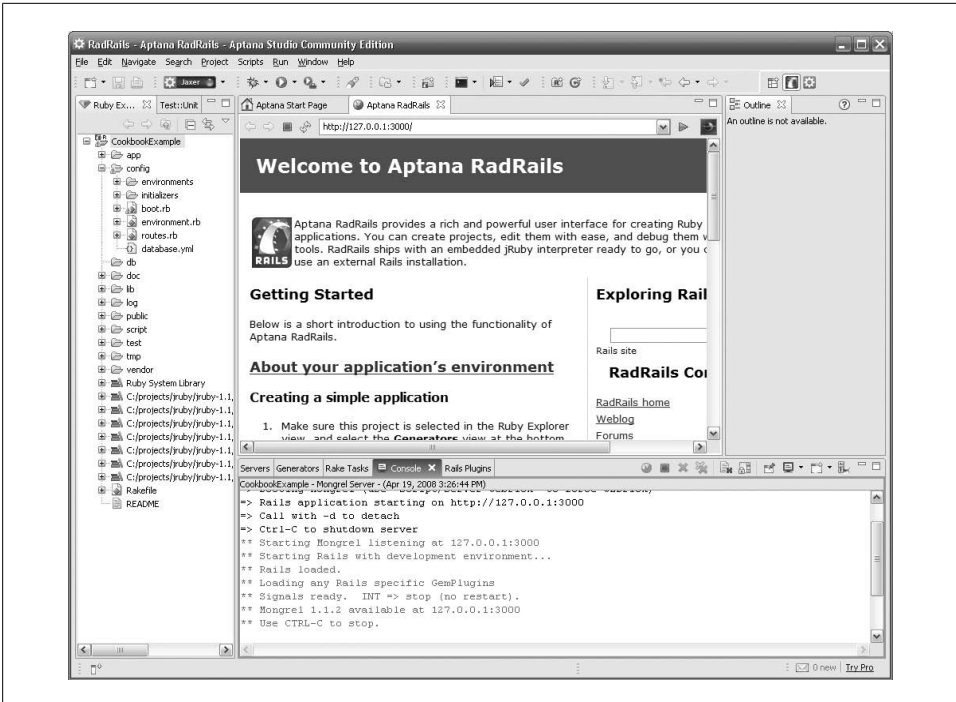 RadRails - Aptana RadRails - Aptana Studio Community Edition
File Edit Navigate Search Project Scripts Run Window Help
Jaxer
Ruby Ex... Test::Unit
Aptana Start Page Aptana RadRails
Outline
http://127.0.0.1:3000/
An outline is not available.
CookbookExample
app
config
environments
initializers
boot.rb
environment.rb
routes.rb
database.yml
db
doc
lib
log
public
script
test
tmp
vendor
Ruby System Library
C:/projects/jruby/jruby-1.1,
C:/projects/jruby/jruby-1.1,
C:/projects/jruby/jruby-1.1,
C:/projects/jruby/jruby-1.1,
C:/projects/jruby/jruby-1.1,
C:/projects/jruby/jruby-1.1,
C:/projects/jruby/jruby-1.1,
Rakefile
README
Welcome to Aptana RadRails
RAILS
Aptana RadRails provides a rich and powerful user interface for creating Ruby
applications. You can create projects, edit them with ease, and debug them
tools. RadRails ships with an embedded jRuby interpreter ready to go, or you
use an external Rails installation.
Getting Started
Below is a short introduction to using the functionality of
Aptana RadRails.
About your application's environment
Creating a simple application
1. Make sure this project is selected in the Ruby Explorer
view, and select the Generators view at the bottom
Exploring Rail
Rails site
RadRails Co
RadRails home
Weblog
Forums
Servers Generators Rake Tasks Console Rails Plugins
CookbookExample - Mongrel Server - (Apr 19, 2008 3:26:44 PM)
=> Rails application starting on http://127.0.0.1:3000
=> Call with -d to detach
=> Ctrl-C to shutdown server
** Starting Mongrel listening at 127.0.0.1:3000
** Starting Rails with development environment...
** Rails loaded.
** Loading any Rails specific GemPlugins
** Signals ready. INT => stop (no restart).
** Mongrel 1.1.2 available at 127.0.0.1:3000
** Use CTRL-C to stop.
0 new Try Pro